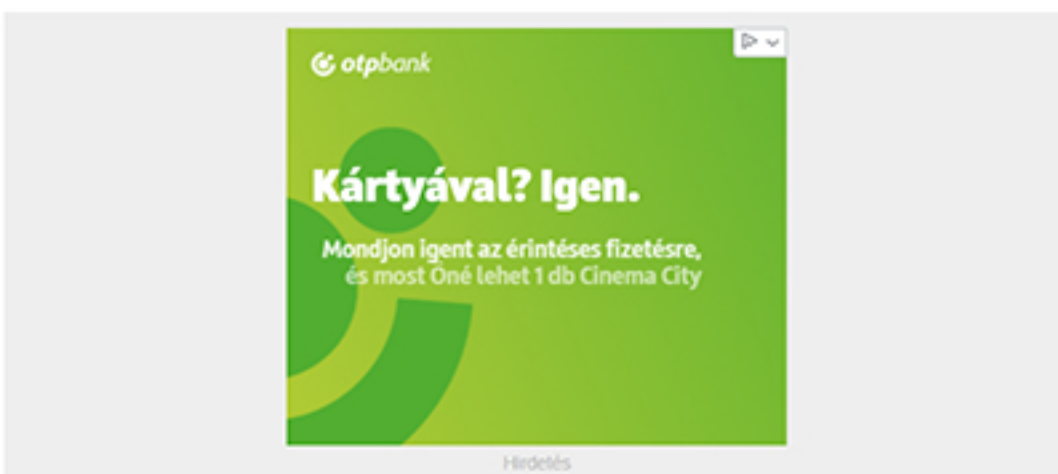 otpbank
Kártyával? Igen.
Mondjon igent az érintéses fizetésre,
és most Öné lehet 1 db Cinema City
Hirdetés